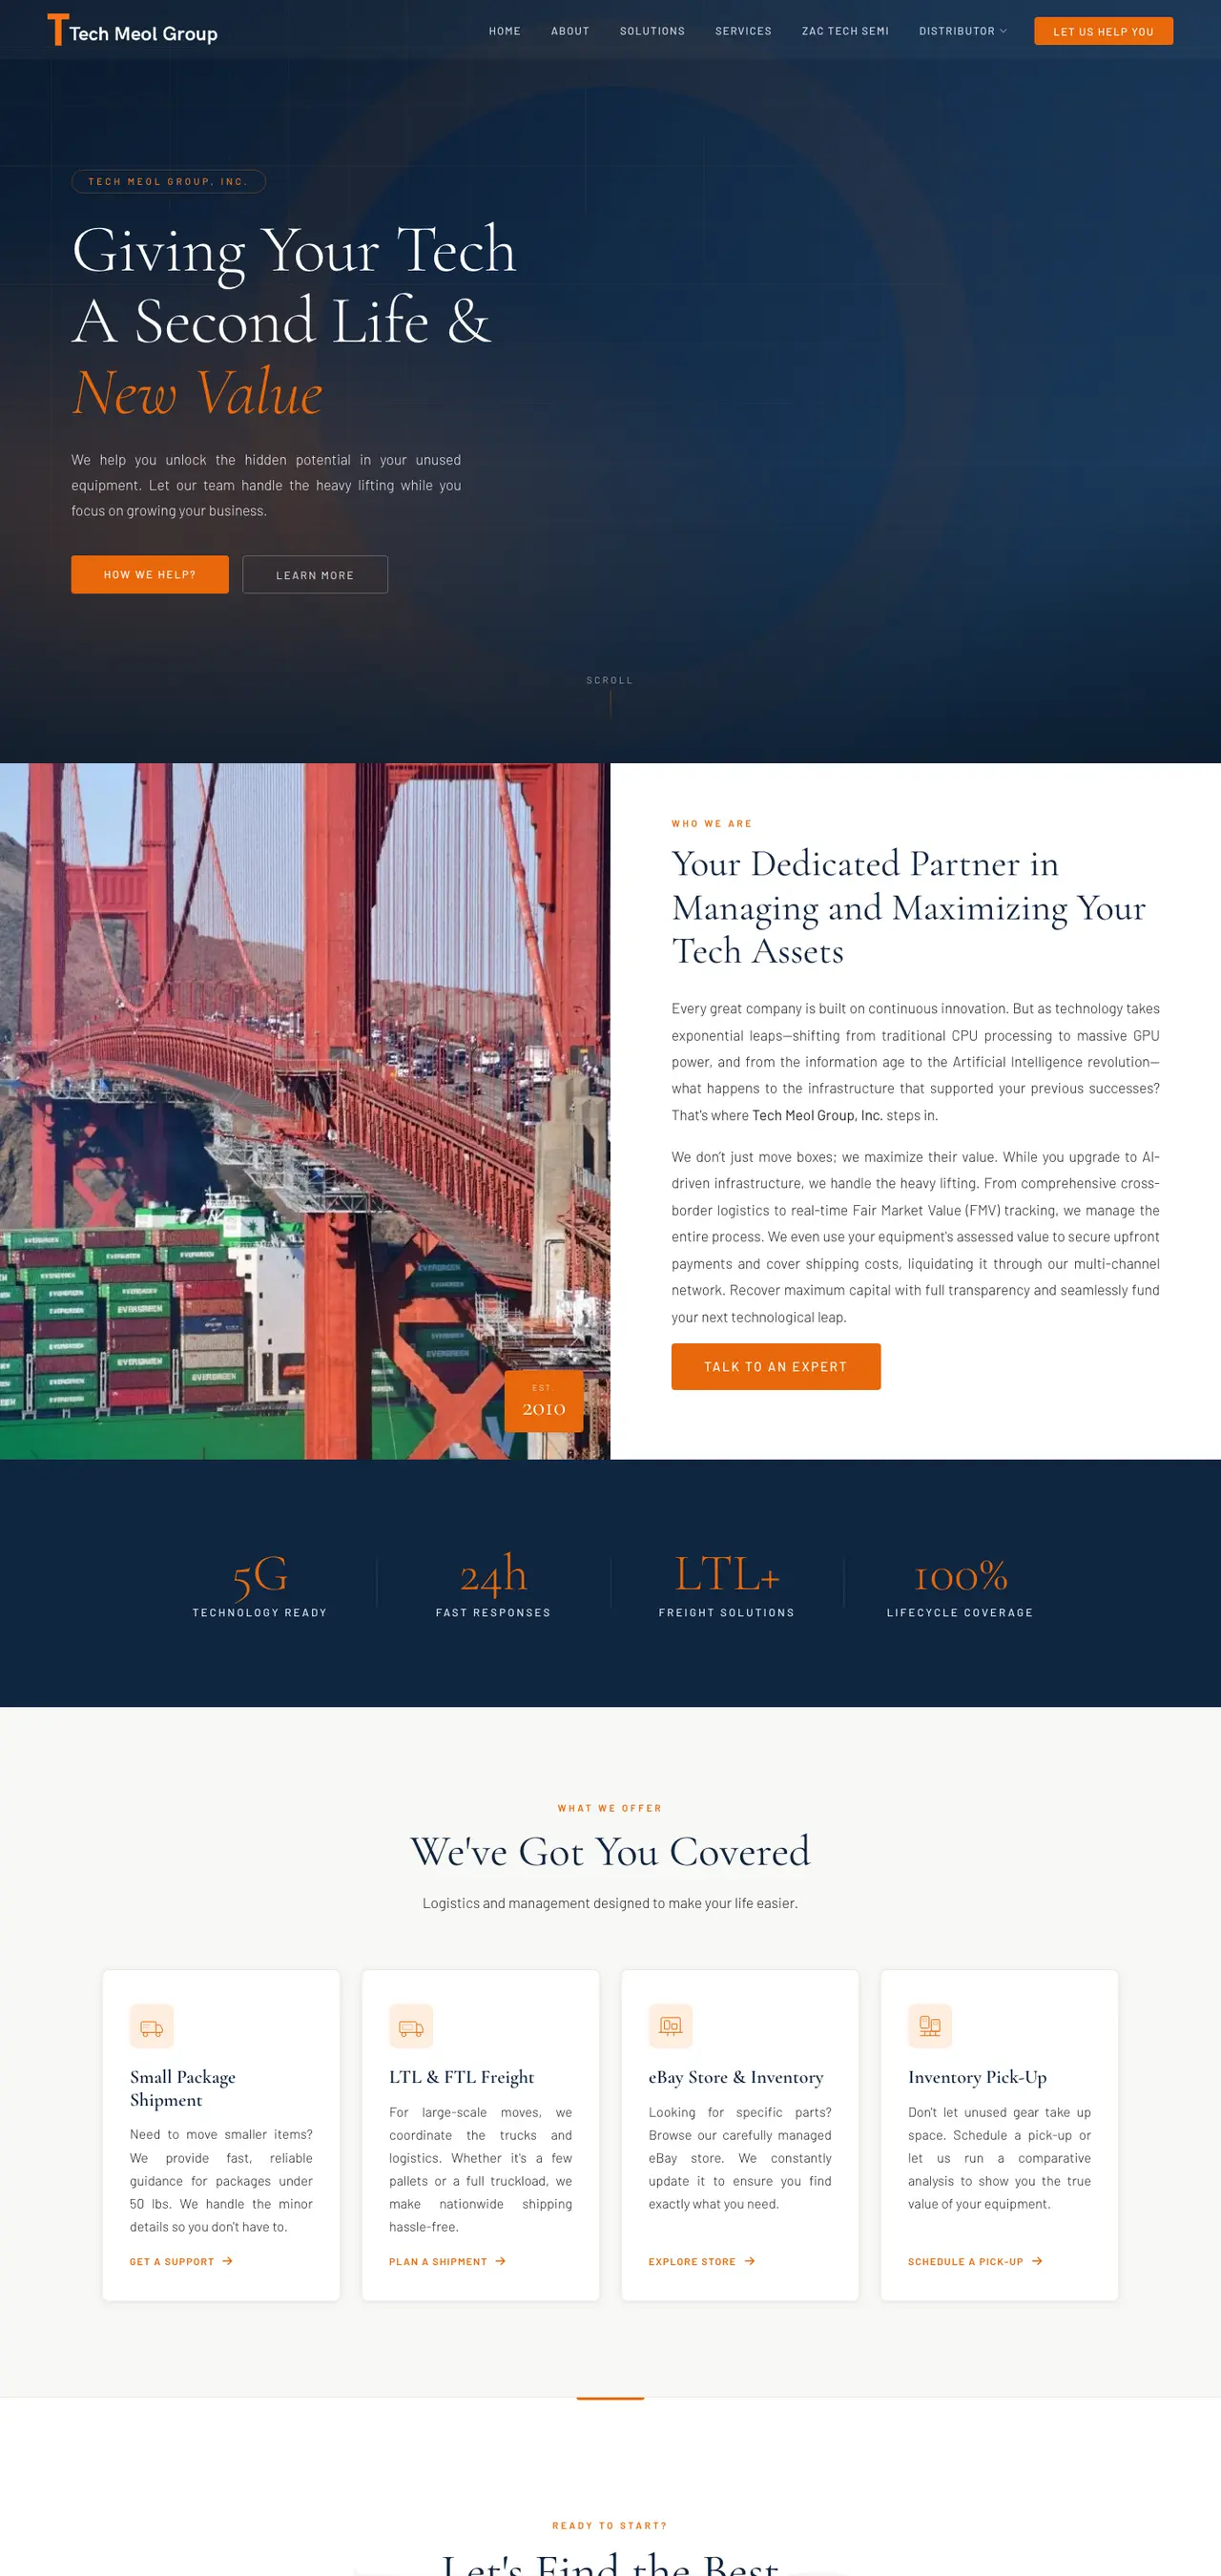 Tech Meol Group
HOME ABOUT SOLUTIONS SERVICES ZAC TECH SEMI DISTRIBUTOR LET US HELP YOU
TECH MEOL GROUP, INC.
Giving Your Tech
A Second Life &
New Value
We help you unlock the hidden potential in your unused
equipment. Let our team handle the heavy lifting while you
focus on growing your business.
HOW WE HELP? LEARN MORE
SCROLL
WHO WE ARE
Your Dedicated Partner in
Managing and Maximizing Your
Tech Assets
Every great company is built on continuous innovation. But as technology takes
exponential leaps—shifting from traditional CPU processing to massive GPU
power, and from the information age to the Artificial Intelligence revolution—
what happens to the infrastructure that supported your previous successes?
That's where Tech Meol Group, Inc. steps in.
We don't just move boxes; we maximize their value. While you upgrade to AI-
driven infrastructure, we handle the heavy lifting. From comprehensive cross-
border logistics to real-time Fair Market Value (FMV) tracking, we manage the
entire process. We even use your equipment's assessed value to secure upfront
payments and cover shipping costs, liquidating it through our multi-channel
network. Recover maximum capital with full transparency and seamlessly fund
your next technological leap.
TALK TO AN EXPERT
EVERGREEN
EVERGREEN
EVERGREEN
EST.
2010
5G
TECHNOLOGY READY
24h
FAST RESPONSES
LTL+
FREIGHT SOLUTIONS
100%
LIFECYCLE COVERAGE
WHAT WE OFFER
We've Got You Covered
Logistics and management designed to make your life easier.
Small Package
Shipment
Need to move smaller items?
We provide fast, reliable
guidance for packages under
50 lbs. We handle the minor
details so you don't have to.
GET A SUPPORT →
LTL & FTL Freight
For large-scale moves, we
coordinate the trucks and
logistics. Whether it's a few
pallets or a full truckload, we
make nationwide shipping
hassle-free.
PLAN A SHIPMENT →
eBay Store & Inventory
Looking for specific parts?
Browse our carefully managed
eBay store. We constantly
update it to ensure you find
exactly what you need.
EXPLORE STORE →
Inventory Pick-Up
Don't let unused gear take up
space. Schedule a pick-up or
let us run a comparative
analysis to show you the true
value of your equipment.
SCHEDULE A PICK-UP →
READY TO START?
Let's Find the Best